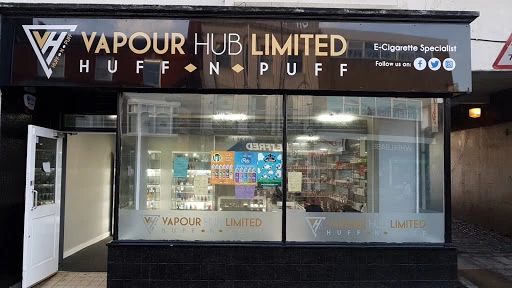 VH
VAPOUR HUB LIMITED
HUFF N PUFF
E-Cigarette Specialist
Follow us on:
VAPOUR HUB LIMITED
HUFF N PUFF
VAPOUR HUB LIMITED
HUFF N PUFF